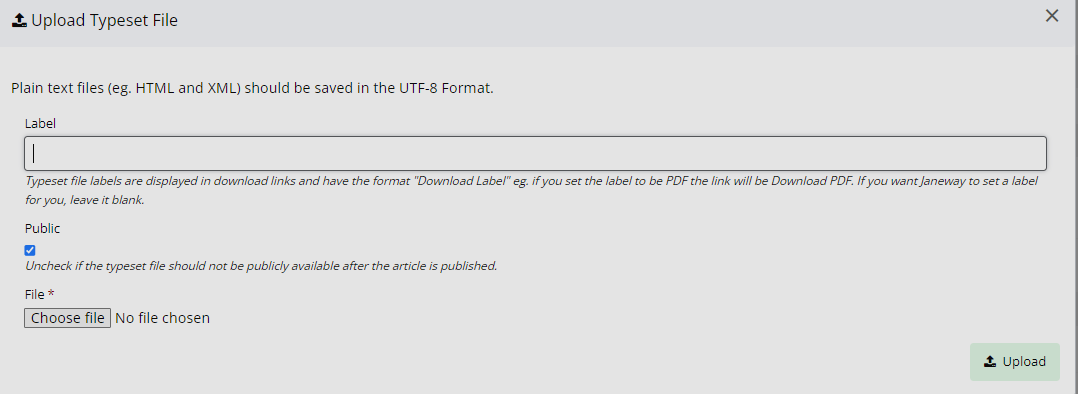 Upload Typeset File
Plain text files (eg. HTML and XML) should be saved in the UTF-8 Format.
Label
Typeset file labels are displayed in download links and have the format "Download Label" eg. if you set the label to be PDF the link will be Download PDF. If you want Janeway to set a label
for you, leave it blank.
Public
Uncheck if the typeset file should not be publicly available after the article is published.
File *
Choose file No file chosen
Upload